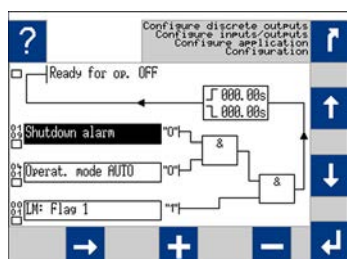 ?
Configure discrete outputs
Configure inputs/outputs
Configure application
Configuration
Ready for op. OFF
000.00s
000.00s
Shutdown alarm "0"
&
Operat. mode AUTO "0"
&
LM: Flag 1 "1"